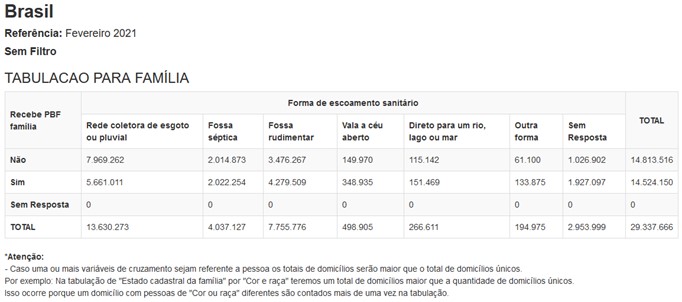 Brasil
Referência: Fevereiro 2021
Sem Filtro
TABULACAO PARA FAMÍLIA
Recebe PBF família
Forma de escoamento sanitário
TOTAL
Rede coletora de esgoto ou pluvial
Fossa séptica
Fossa rudimentar
Vala a céu aberto
Direto para um rio, lago ou mar
Outra forma
Sem Resposta
Não 7.969.262 2.014.873 3.476.267 149.970 115.142 61.100 1.026.902 14.813.516
Sim 5.661.011 2.022.254 4.279.509 348.935 151.469 133.875 1.927.097 14.524.150
Sem Resposta 0 0 0 0 0 0 0 0
TOTAL 13.630.273 4.037.127 7.755.776 498.905 266.611 194.975 2.953.999 29.337.666
*Atenção:
- Caso uma ou mais variáveis de cruzamento sejam referente a pessoa os totais de domicílios serão maior que o total de domicílios únicos.
Por exemplo: Na tabulação de "Estado cadastral da família" por "Cor e raça" teremos um total de domicílios maior que a quantidade de domicílios únicos.
Isso ocorre porque um domicílio com pessoas de "Cor ou raça" diferentes são contados mais de uma vez na tabulação.